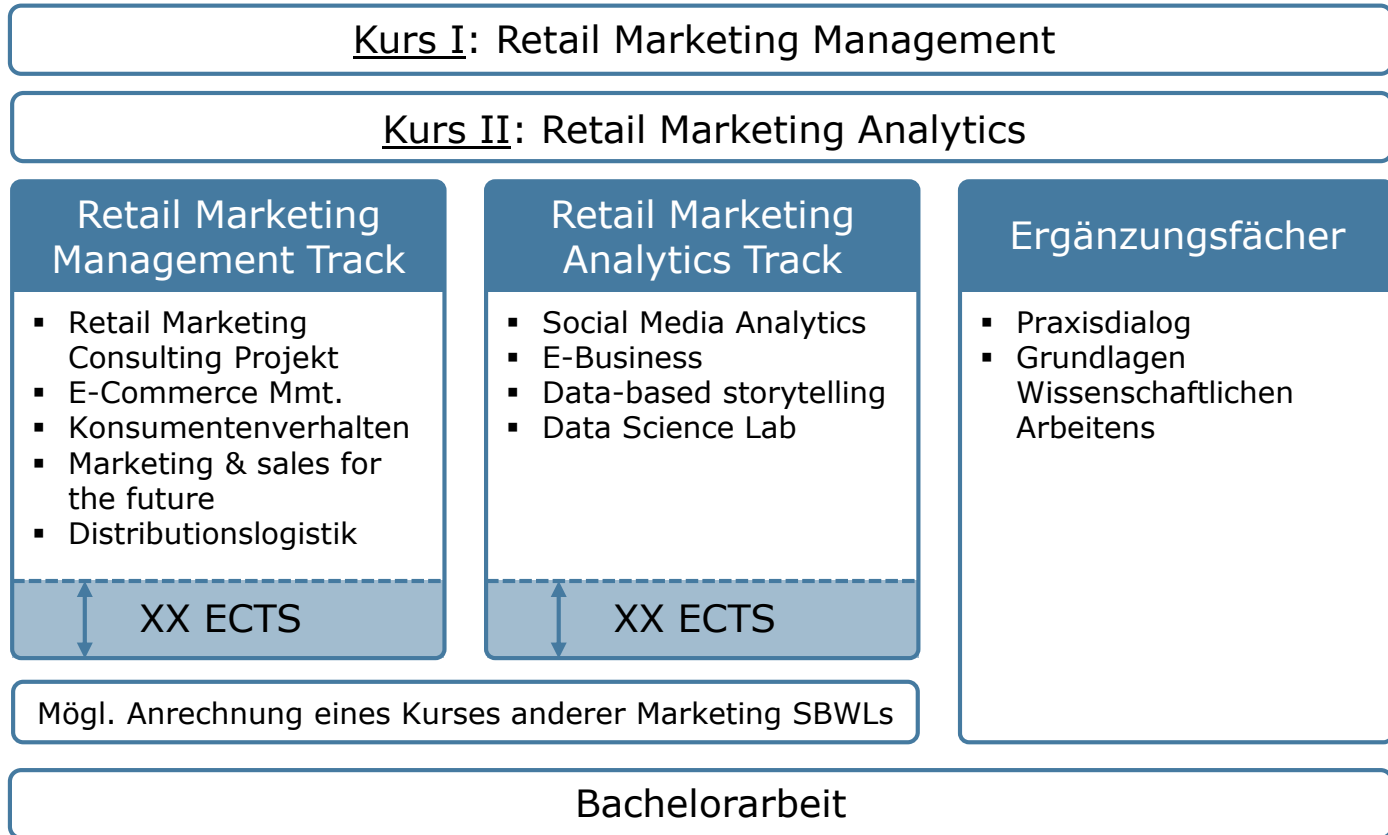 Kurs I: Retail Marketing Management
Kurs II: Retail Marketing Analytics
Retail Marketing
Management Track
▪ Retail Marketing
Consulting Projekt
▪ E-Commerce Mmt.
▪ Konsumentenverhalten
▪ Marketing & sales for
the future
▪ Distributionslogistik
XX ECTS
Retail Marketing
Analytics Track
▪ Social Media Analytics
▪ E-Business
▪ Data-based storytelling
▪ Data Science Lab
XX ECTS
Ergänzungsfächer
▪ Praxisdialog
▪ Grundlagen
Wissenschaftlichen
Arbeitens
Mögl. Anrechnung eines Kurses anderer Marketing SBWLs
Bachelorarbeit